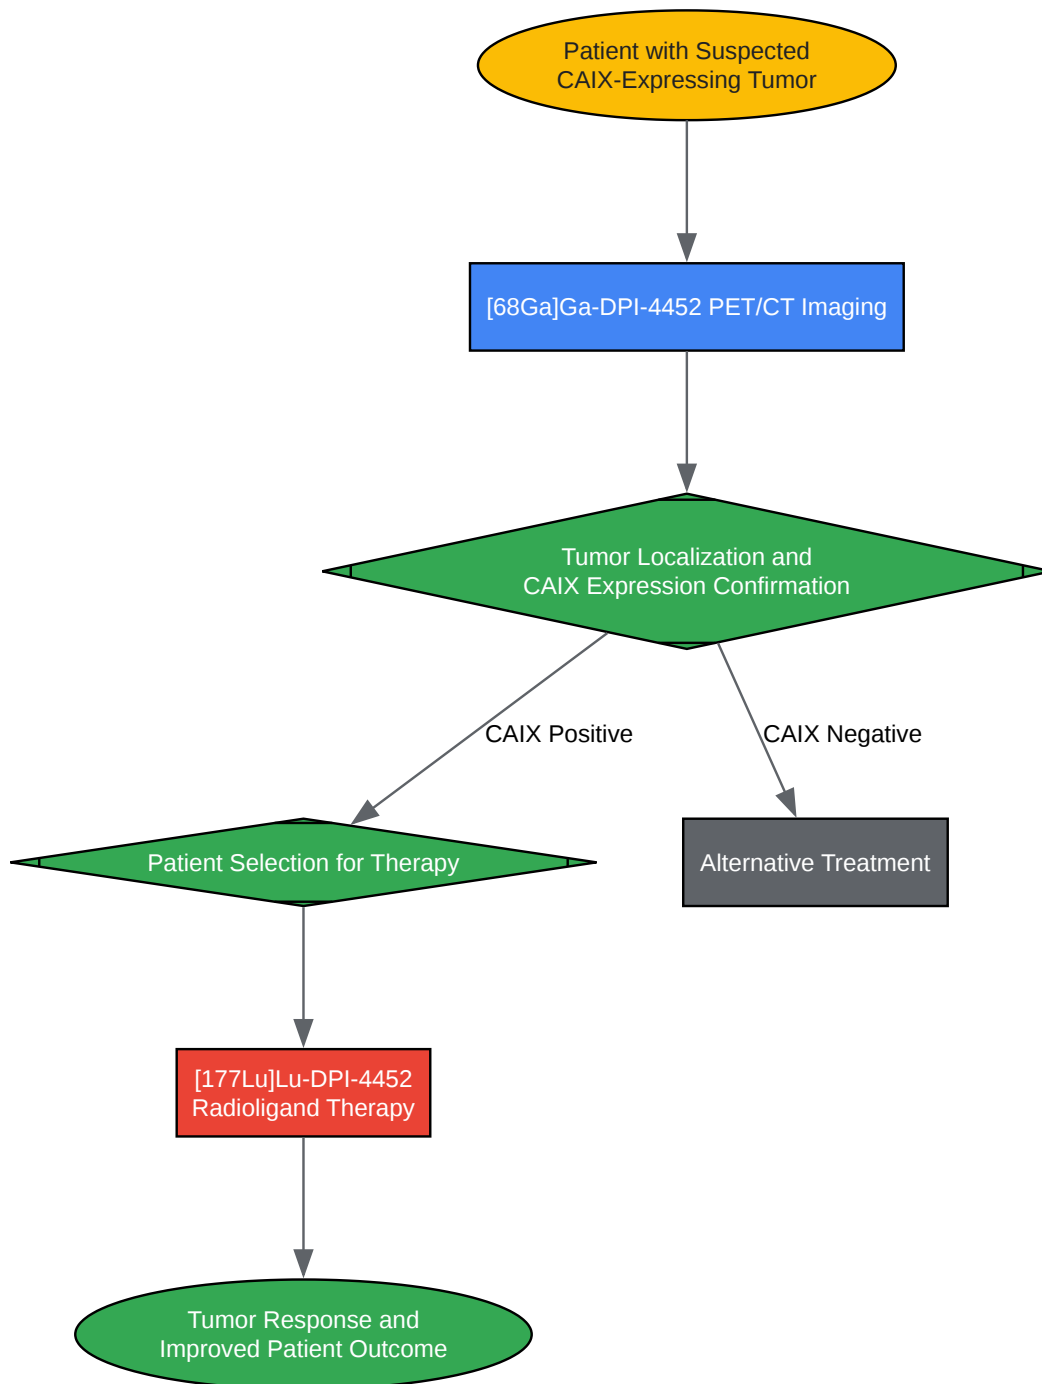 Patient with Suspected
CAIX-Expressing Tumor
[68Ga]Ga-DPI-4452 PET/CT Imaging
Tumor Localization and
CAIX Expression Confirmation
CAIX Positive
CAIX Negative
Patient Selection for Therapy
Alternative Treatment
[177Lu]Lu-DPI-4452
Radioligand Therapy
Tumor Response and
Improved Patient Outcome